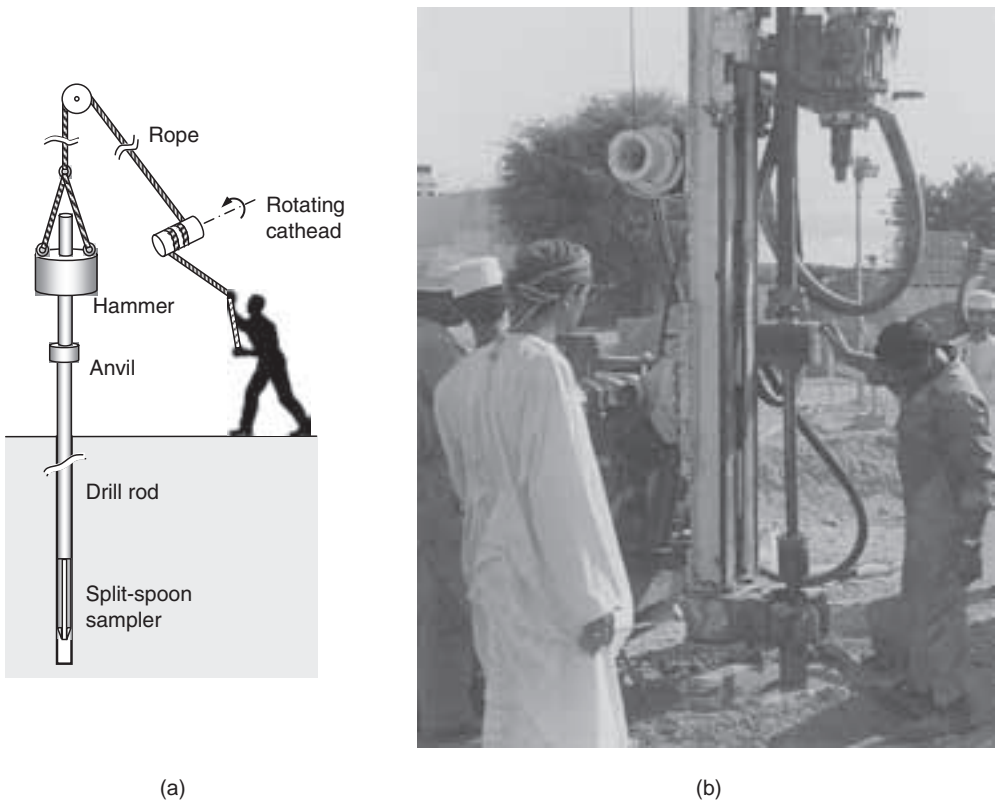 Rope
Rotating
cathead
Hammer
Anvil
Drill rod
Split-spoon
sampler
(a)
(b)